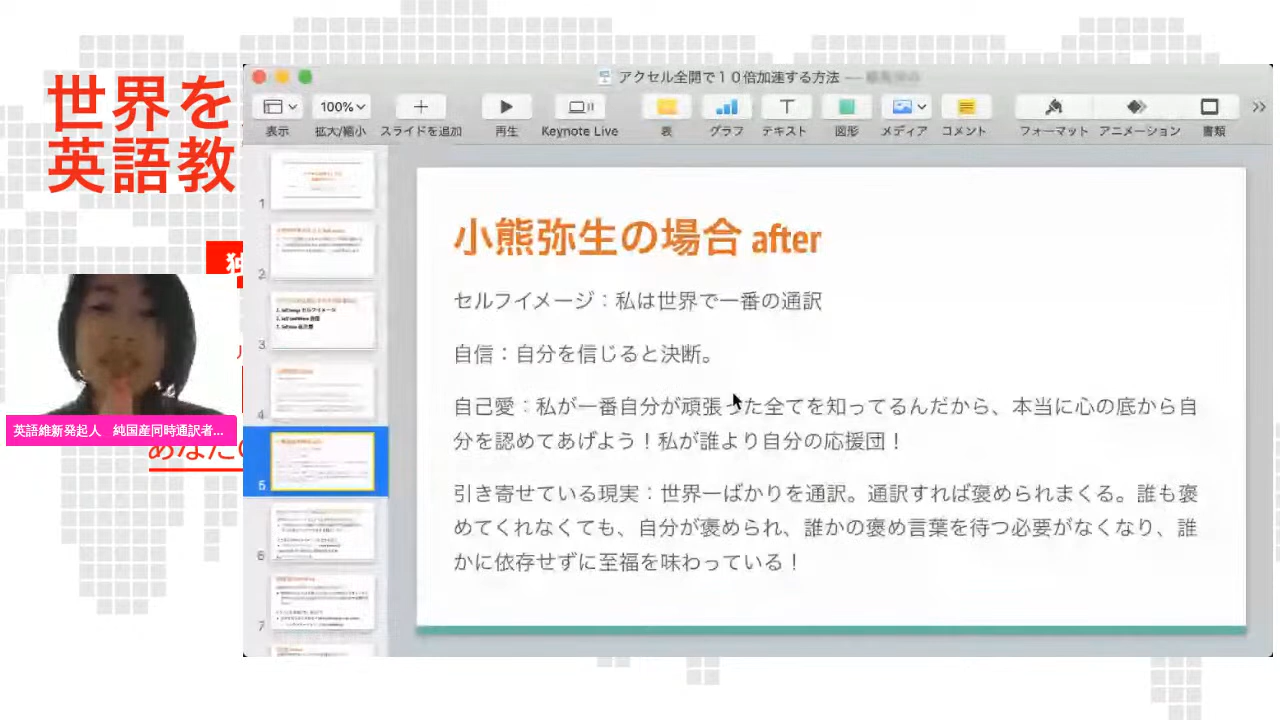 世界を
英語教
独
あなたの
英語維新発起人　純国産同時通訳者...
アクセル全開で１０倍加速する方法 —
表示
100%
拡大/縮小
スライドを追加
再生
Keynote Live
表
グラフ
テキスト
図形
メディア
コメント
フォーマット
アニメーション
書類
1
2
3
4
5
6
7
小熊弥生の場合 after
セルフイメージ：私は世界で一番の通訳
自信：自分を信じると決断。
自己愛：私が一番自分が頑張った全てを知ってるんだから、本当に心の底から自
分を認めてあげよう！私が誰より自分の応援団！
引き寄せている現実：世界一ばかりを通訳。通訳すれば褒められまくる。誰も褒
めてくれなくても、自分が褒められ、誰かの褒め言葉を待つ必要がなくなり、誰
かに依存せずに至福を味わっている！